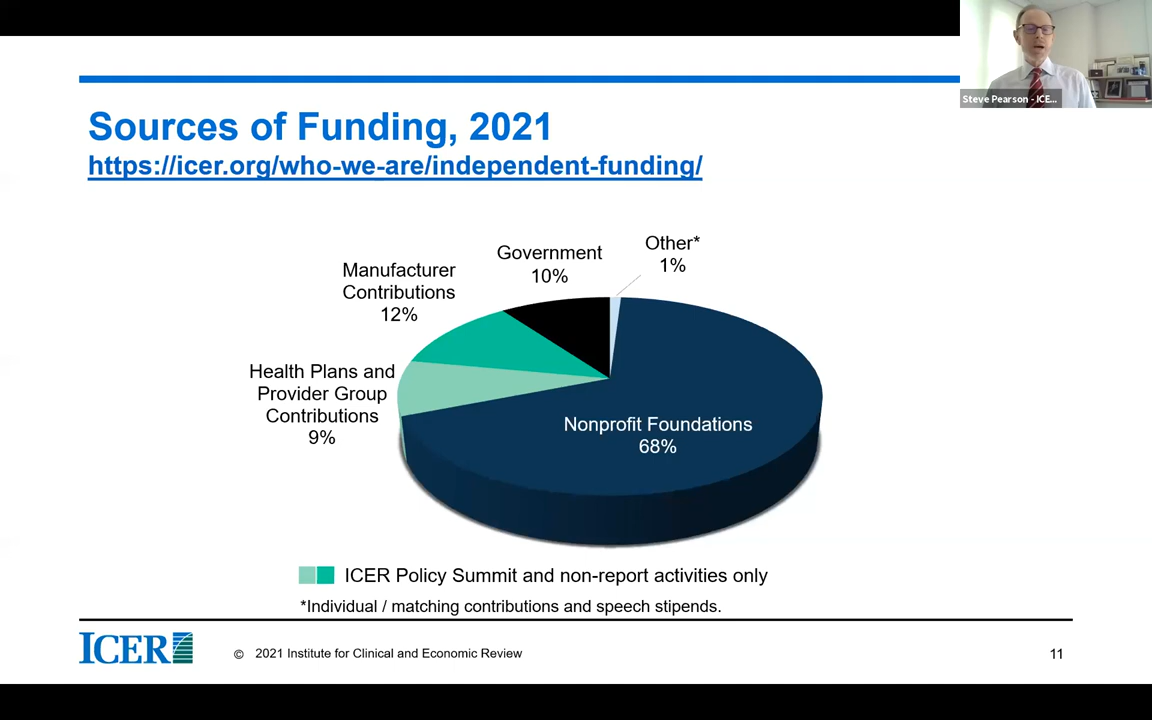 Steve Pearson - ICE...
Sources of Funding, 2021
https://icer.org/who-we-are/independent-funding/
Other*
1%
Government
10%
Manufacturer
Contributions
12%
Health Plans and
Provider Group
Contributions
9%
Nonprofit Foundations
68%
ICER Policy Summit and non-report activities only
*Individual / matching contributions and speech stipends.
ICER
© 2021 Institute for Clinical and Economic Review
11